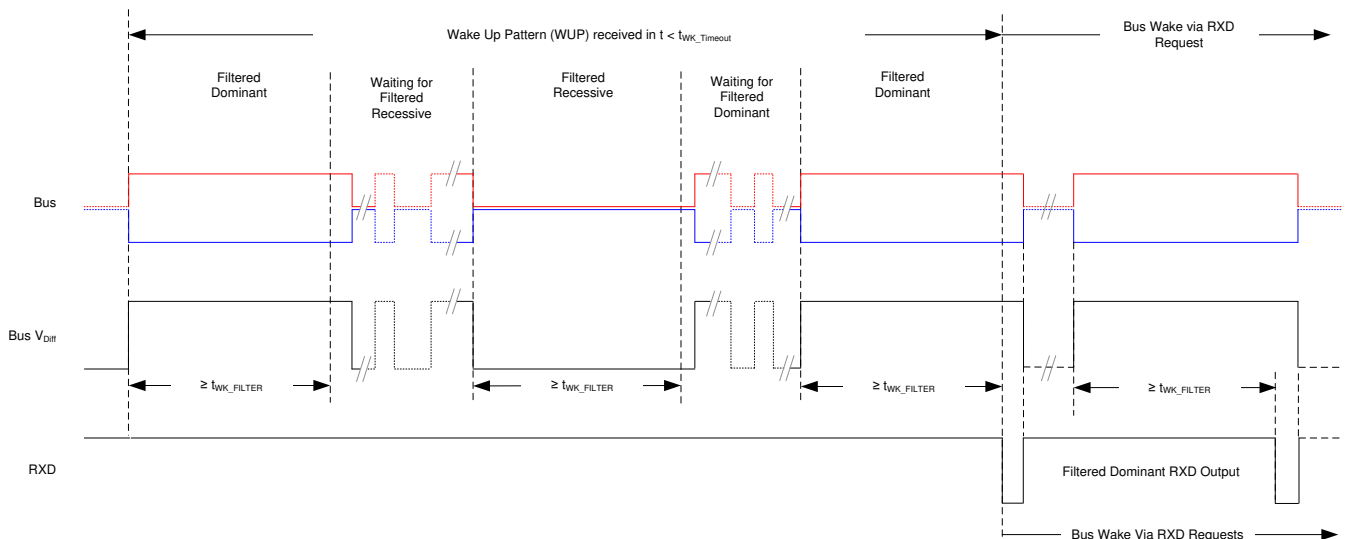 Wake Up Pattern (WUP) received in t < tWK_Timeout
Bus Wake via RXD
Request
Filtered
Dominant
Waiting for
Filtered
Recessive
Filtered
Recessive
Waiting for
Filtered
Dominant
Filtered
Dominant
Bus
Bus VDiff
≥ tWK_FILTER
≥ tWK_FILTER
≥ tWK_FILTER
≥ tWK_FILTER
RXD
Filtered Dominant RXD Output
Bus Wake Via RXD Requests